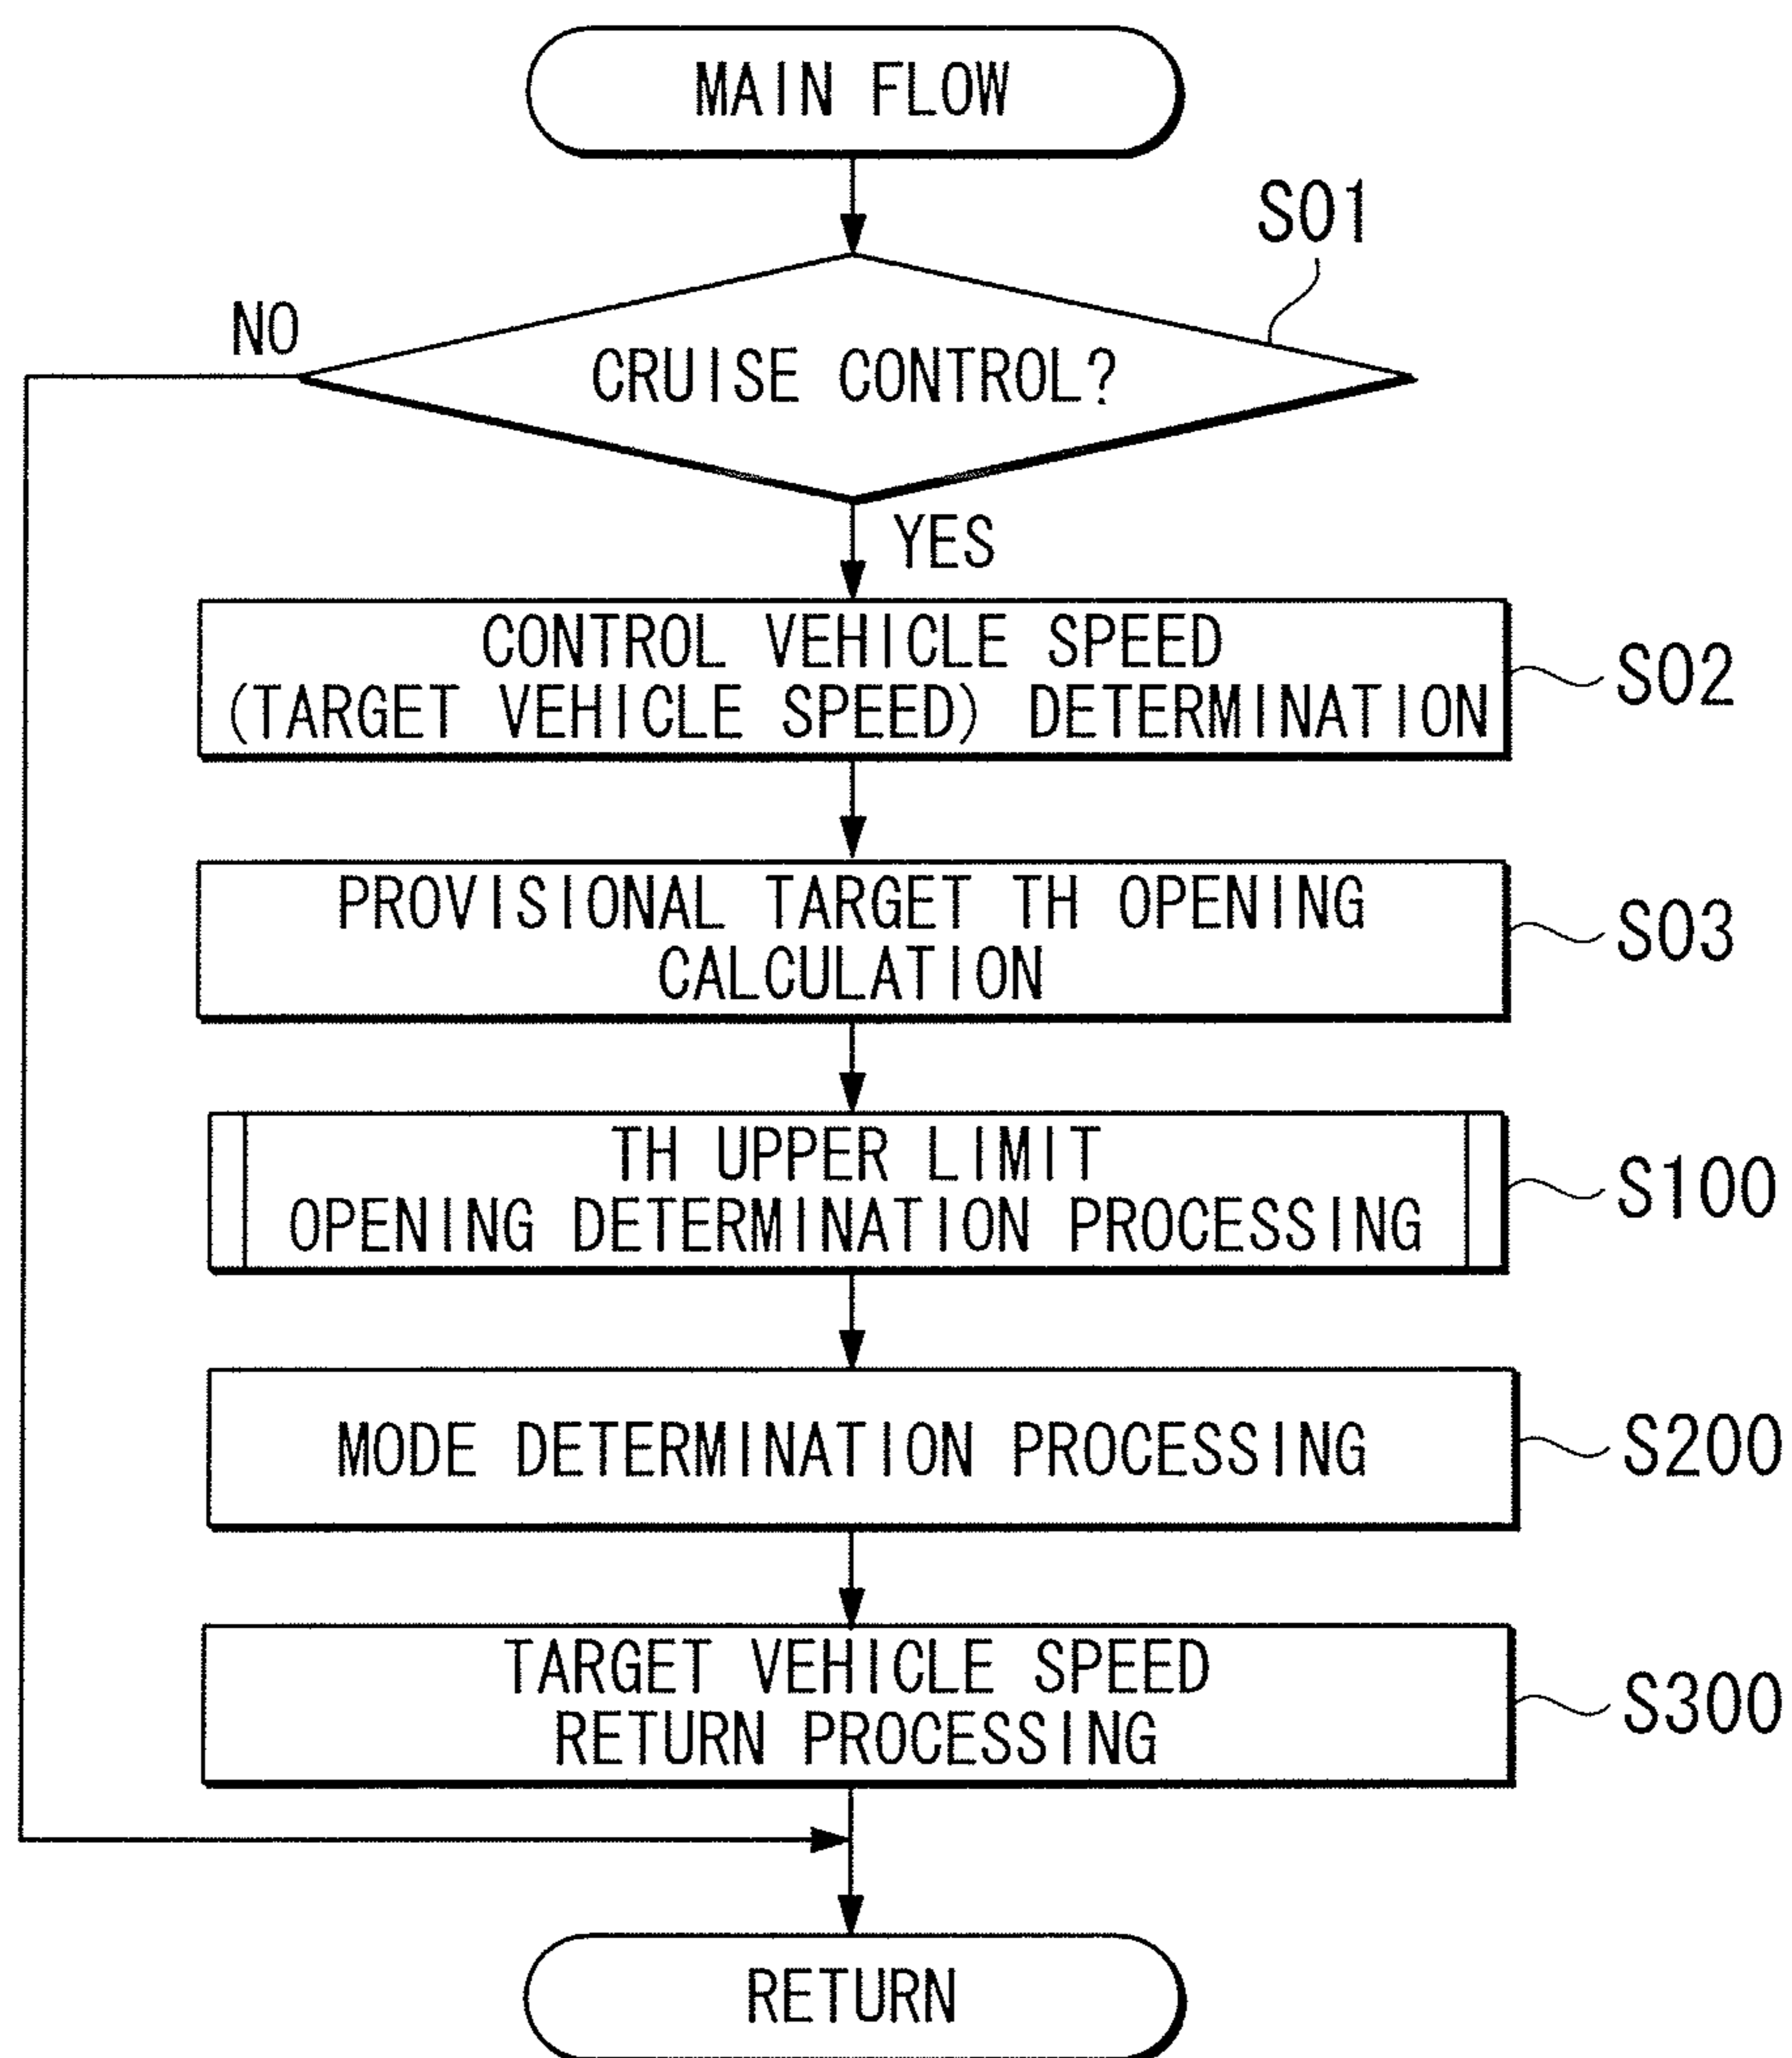 MAIN FLOW
S01
NO
CRUISE CONTROL?
YES
CONTROL VEHICLE SPEED
(TARGET VEHICLE SPEED) DETERMINATION
S02
PROVISIONAL TARGET TH OPENING
CALCULATION
S03
TH UPPER LIMIT
OPENING DETERMINATION PROCESSING
S100
MODE DETERMINATION PROCESSING
S200
TARGET VEHICLE SPEED
RETURN PROCESSING
S300
RETURN